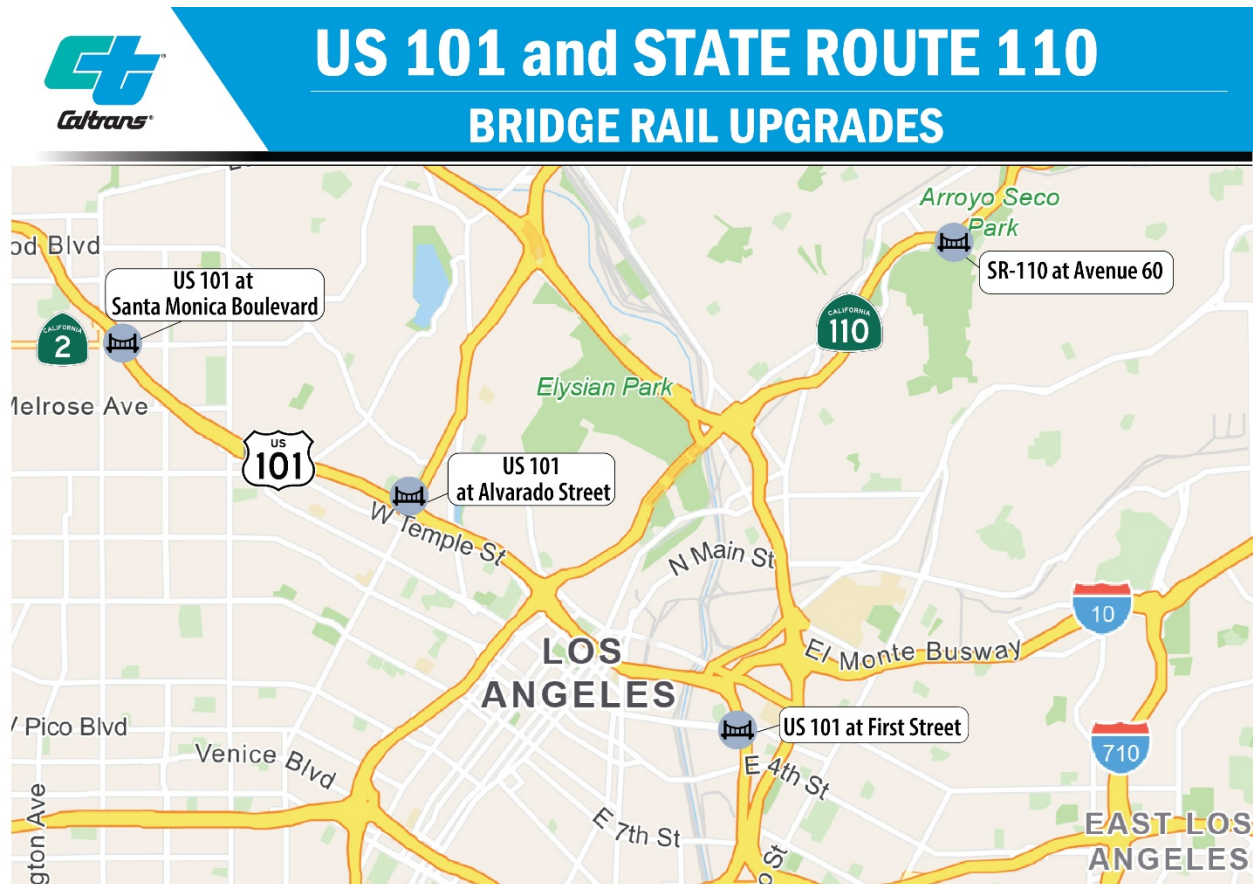 US 101 and STATE ROUTE 110
Caltrans
BRIDGE RAIL UPGRADES
Arroyo Seco
Park
od Blvd
US 101 at
Santa Monica Boulevard
SR-110 at Avenue 60
CALIFORNIA
2
CALIFORNIA
110
Elysian Park
Melrose Ave
US
101
US 101
at Alvarado Street
W Temple St
N Main St
10
LOS
ANGELES
El Monte Busway
Pico Blvd
US 101 at First Street
710
Venice Blvd
E 4th St
E 7th St
gton Ave
o St
EAST LOS
ANGELES